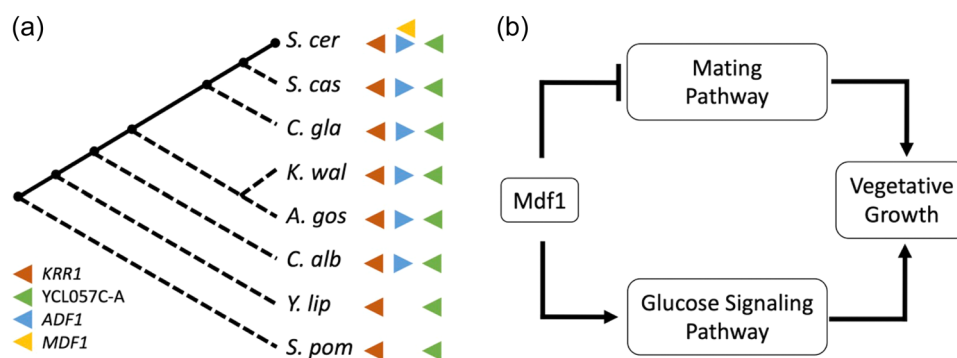 (a)
S. cer
S. cas
C. gla
K. wal
A. gos
C. alb
Y. lip
S. pom
KRR1
YCL057C-A
ADF1
MDF1
(b)
Mating
Pathway
Mdf1
Vegetative
Growth
Glucose Signaling
Pathway